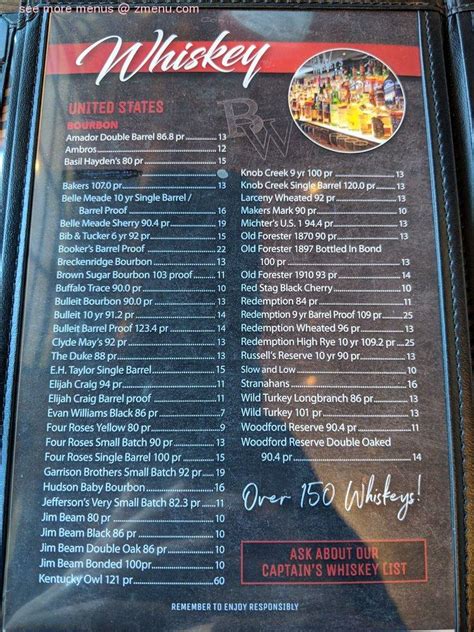 see more menus @ zmenu.com
Whiskey
UNITED STATES
BOURBON
Amador Double Barrel 86.8 pr 13
Ambros 12
Basil Hayden's 80 pr 15
Bakers 107.0 pr 13
Belle Meade 10 yr Single Barrel /
Barrel Proof 16
Belle Meade Sherry 90.4 19
Bib & Tucker 6 yr 92 pr 15
Booker's Barrel Proof 22
Breckenridge Bourbon 13
Brown Sugar Bourbon 103 proof 11
Buffalo Trace 90.0 pr 10
Bulleit Bourbon 90.0 pr 10
Bulleit 10 yr 91.2 pr 14
Bulleit Barrel Proof 123.4 pr 14
Clyde May's 92 pr 13
The Duke 88 pr 13
E.H. Taylor Single Barrel 15
Elijah Craig 94 pr 11
Elijah Craig Barrel proof 11
Evan Williams Black 86 pr 7
Four Roses Yellow 80 pr 9
Four Roses Small Batch 90 pr 13
Four Roses Single Barrel 100 pr 15
Garrison Brothers Small Batch 92 pr 19
Hudson Baby Bourbon 16
Jefferson's Very Small Batch 82.3 pr 11
Jim Beam 80 pr 10
Jim Beam Black 86 pr 13
Jim Beam Double Oak 86 pr 13
Jim Beam Bonded 100pr 13
Kentucky Owl 121 pr 60
Knob Creek 9 yr 100 pr 13
Knob Creek Single Barrel 120.0 pr 13
Larceny Wheated 92 pr 13
Makers Mark 90 pr 10
Michter's U.S. 1 94.4 pr 13
Old Forester 1870 90 pr 13
Old Forester 1897 Bottled In Bond
100 pr 13
Old Forester 1910 93 pr 14
Red Stag Black Cherry 10
Redemption 84 pr 11
Redemption 9 yr Barrel Proof 109 pr 25
Redemption Wheated 96 pr 13
Redemption High Rye 10 yr 109.2 pr 25
Russell's Reserve 10 yr 90 pr 13
Slow and Low 10
Stranahans 16
Wild Turkey Longbranch 86 pr 13
Wild Turkey 101 pr 13
Woodford Reserve 90.4 pr 11
Woodford Reserve Double Oaked
90.4 pr 14
Over 150 Whiskeys!
ASK ABOUT OUR
CAPTAIN'S WHISKEY LIST
REMEMBER TO ENJOY RESPONSIBLY